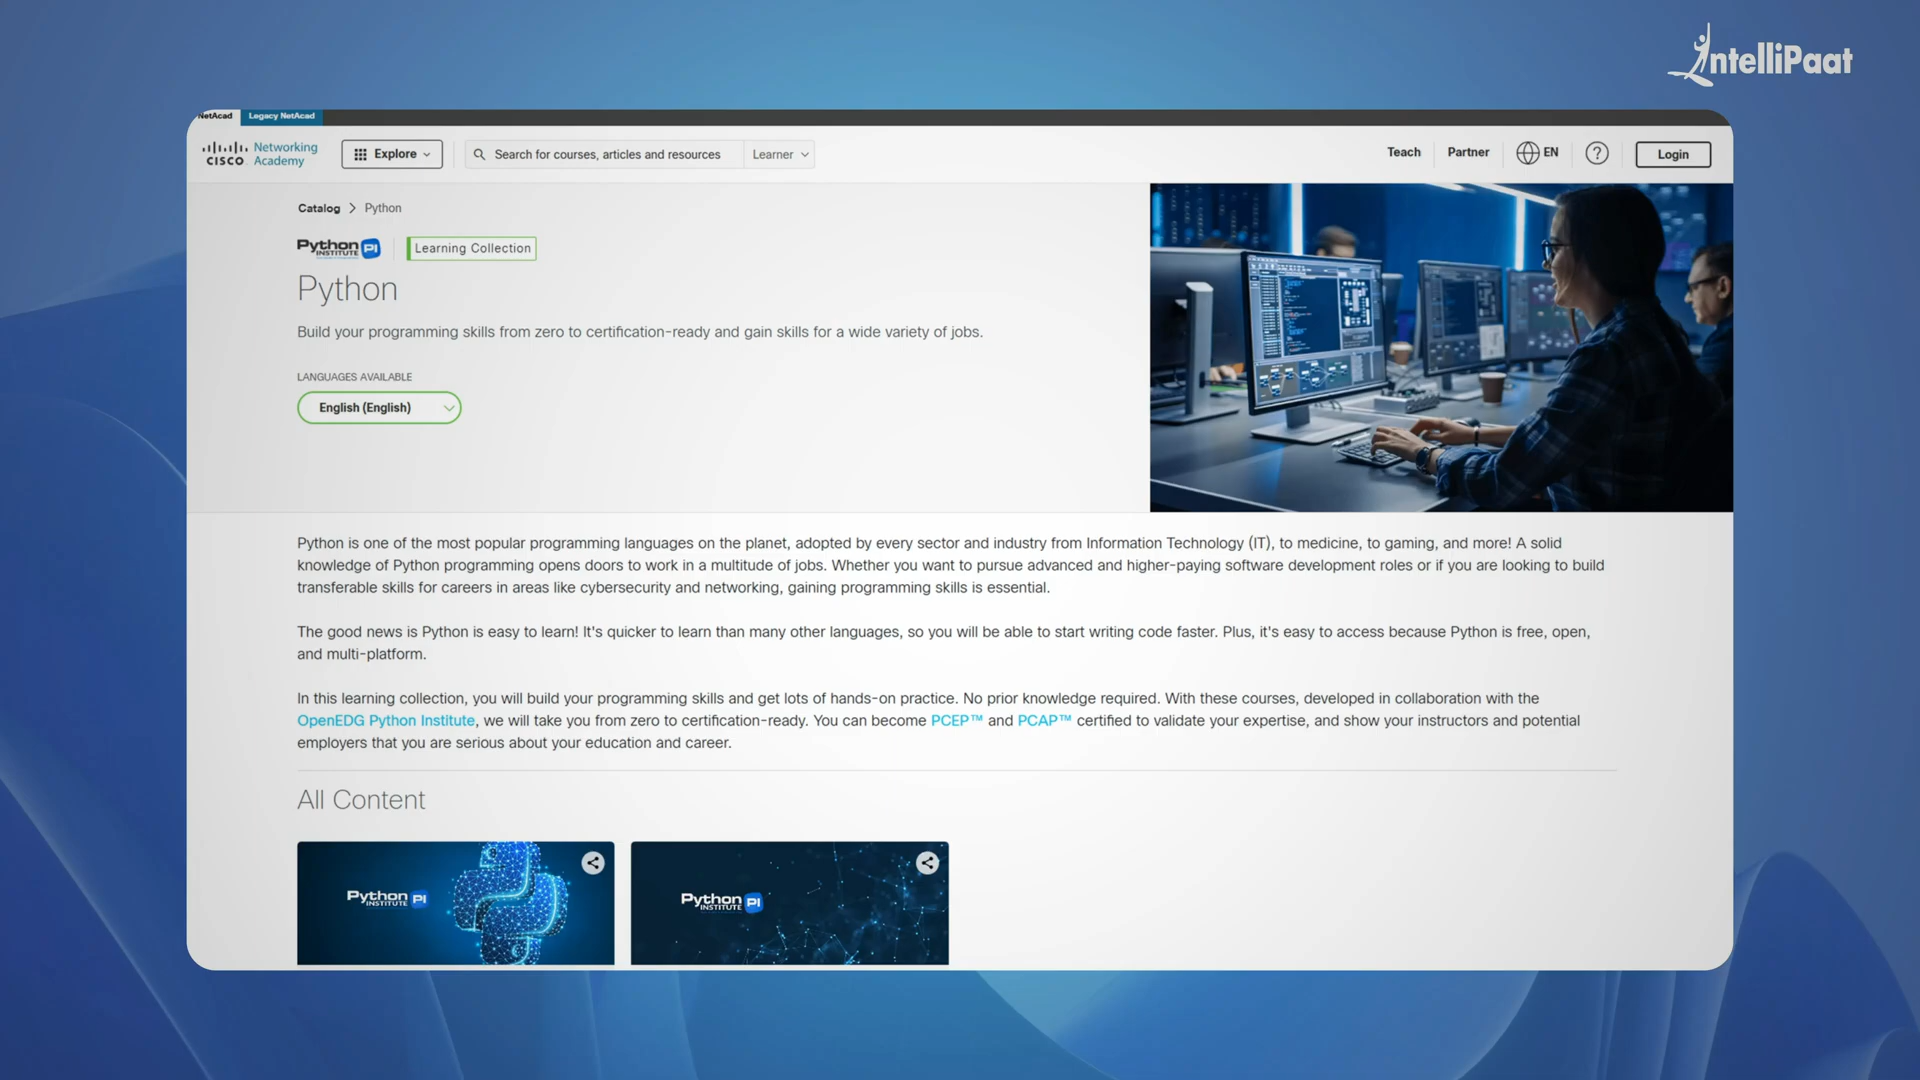 IntelliPaat
NetAcad
Legacy NetAcad
CISCO Networking Academy
Explore
Search for courses, articles and resources
Learner
Teach
Partner
EN
?
Login
Catalog > Python
Python INSTITUTE PI
Learning Collection
Python
Build your programming skills from zero to certification-ready and gain skills for a wide variety of jobs.
LANGUAGES AVAILABLE
English (English)
Python is one of the most popular programming languages on the planet, adopted by every sector and industry from Information Technology (IT), to medicine, to gaming, and more! A solid
knowledge of Python programming opens doors to work in a multitude of jobs. Whether you want to pursue advanced and higher-paying software development roles or if you are looking to build
transferable skills for careers in areas like cybersecurity and networking, gaining programming skills is essential.
The good news is Python is easy to learn! It's quicker to learn than many other languages, so you will be able to start writing code faster. Plus, it's easy to access because Python is free, open,
and multi-platform.
In this learning collection, you will build your programming skills and get lots of hands-on practice. No prior knowledge required. With these courses, developed in collaboration with the
OpenEDG Python Institute, we will take you from zero to certification-ready. You can become PCEP™ and PCAP™ certified to validate your expertise, and show your instructors and potential
employers that you are serious about your education and career.
All Content
Python INSTITUTE PI
Python INSTITUTE PI